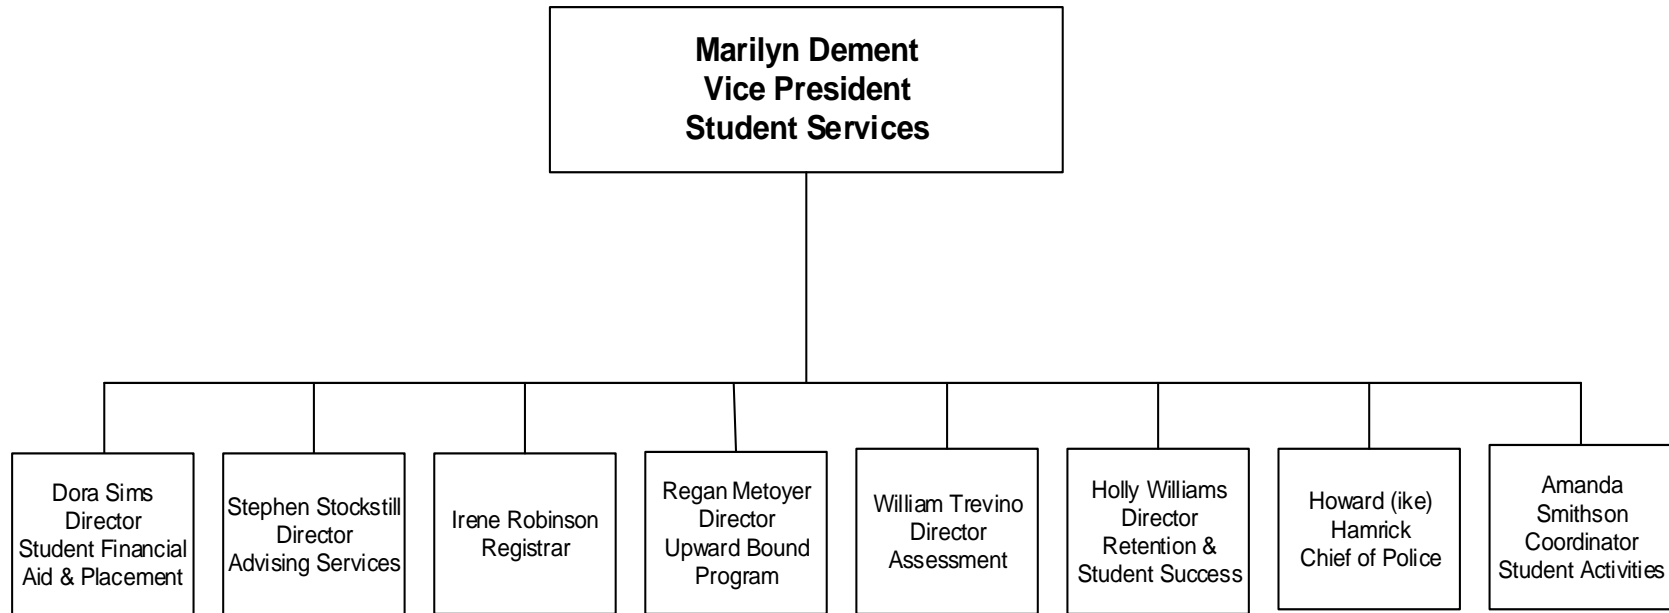 Marilyn Dement
Vice President
Student Services
Dora Sims
Director
Student Financial
Aid & Placement
Stephen Stockstill
Director
Advising Services
Irene Robinson
Registrar
Regan Metoyer
Director
Upward Bound
Program
William Trevino
Director
Assessment
Holly Williams
Director
Retention &
Student Success
Howard (ike)
Hamrick
Chief of Police
Amanda
Smithson
Coordinator
Student Activities